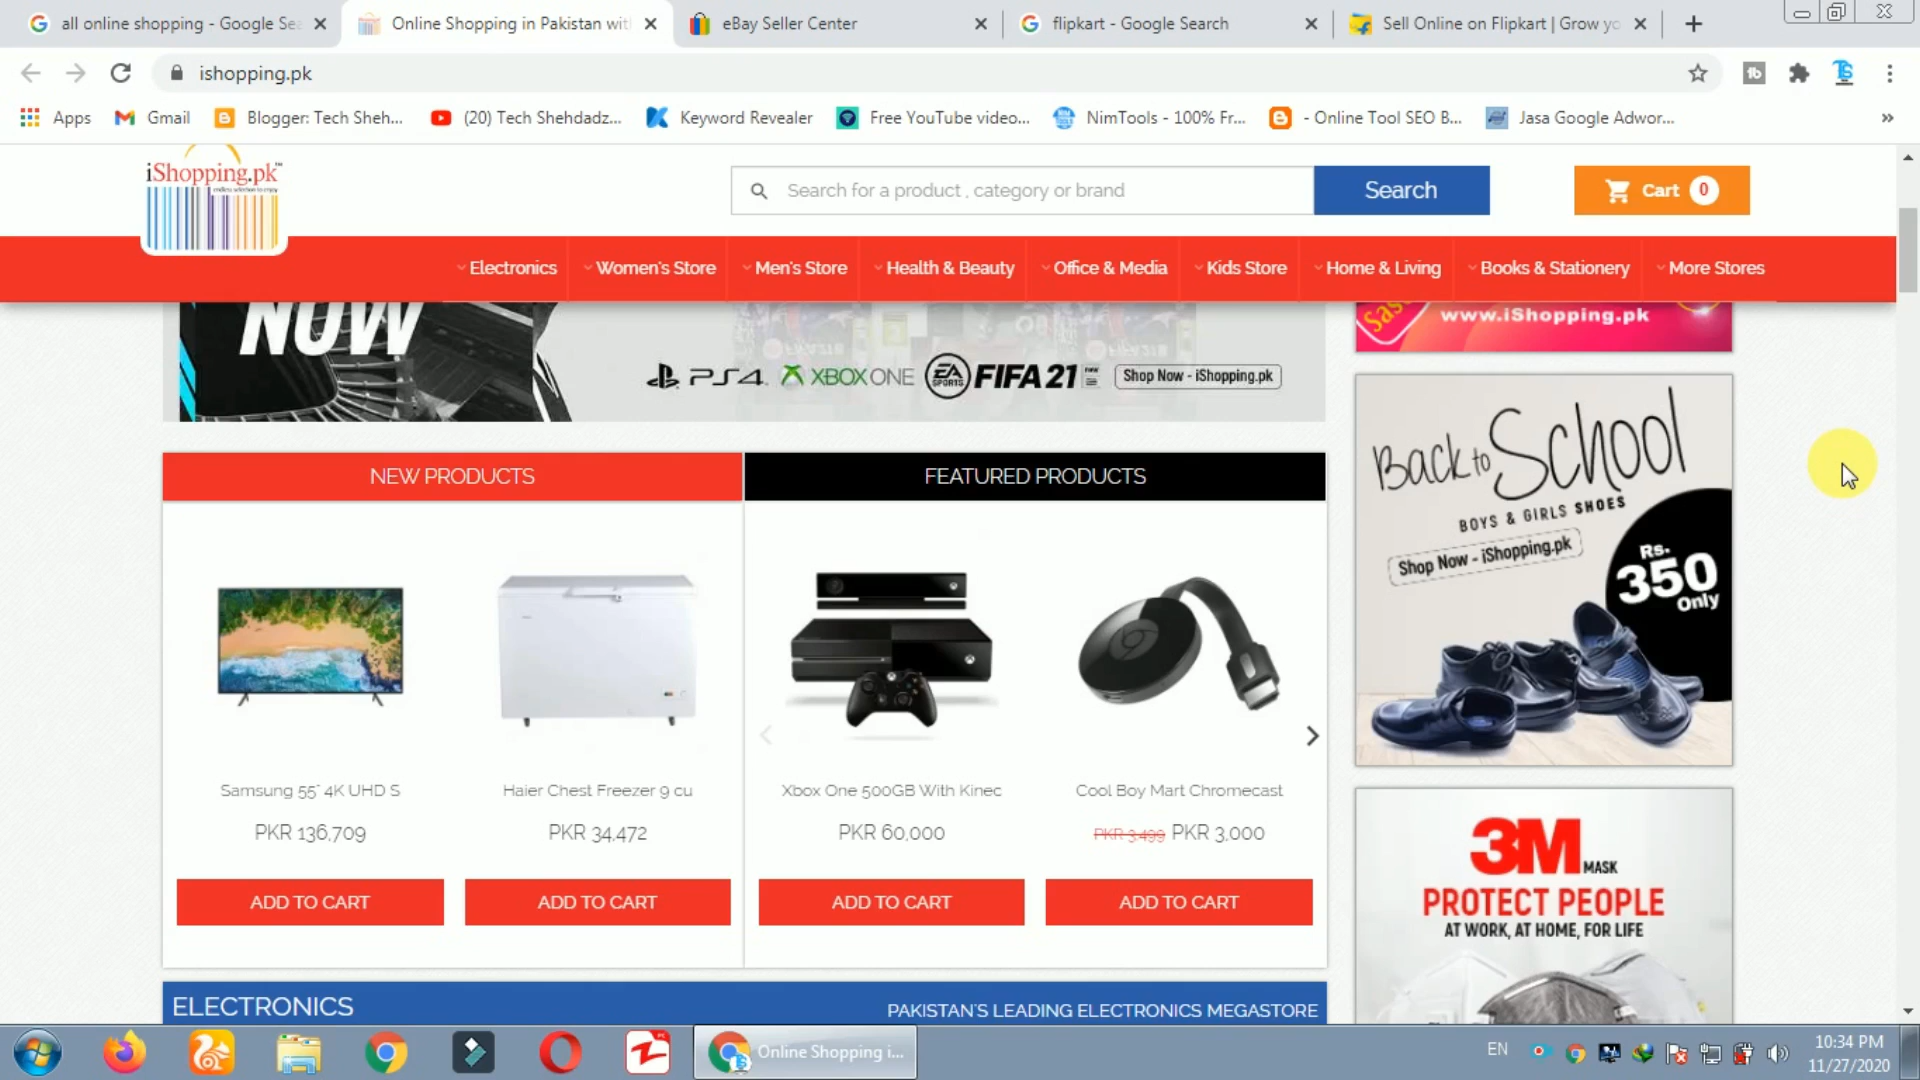 all online shopping - Google Sea
Online Shopping in Pakistan with
eBay Seller Center
flipkart - Google Search
Sell Online on Flipkart | Grow yo
ishopping.pk
Apps
Gmail
Blogger: Tech Sheh...
(20) Tech Shehdadz...
Keyword Revealer
Free YouTube video...
NimTools - 100% Fr...
- Online Tool SEO B...
Jasa Google Adwor...
»
iShopping.pk™
endless selection to enjoy
Search for a product , category or brand
Search
Cart 0
Electronics
Women's Store
Men's Store
Health & Beauty
Office & Media
Kids Store
Home & Living
Books & Stationery
More Stores
NOW
PS4
XBOX ONE
EA SPORTS
FIFA 21
Shop Now - iShopping.pk
www.iShopping.pk
NEW PRODUCTS
FEATURED PRODUCTS
Back to School
BOYS & GIRLS SHOES
Shop Now - iShopping.pk
Rs.
350
Only
Samsung 55" 4K UHD S
Haier Chest Freezer 9 cu
Xbox One 500GB With Kinec
Cool Boy Mart Chromecast
PKR 136,709
PKR 34,472
PKR 60,000
PKR 3,499 PKR 3,000
ADD TO CART
ADD TO CART
ADD TO CART
ADD TO CART
3M MASK
PROTECT PEOPLE
AT WORK, AT HOME, FOR LIFE
ELECTRONICS
PAKISTAN'S LEADING ELECTRONICS MEGASTORE
Online Shopping i...
EN
10:34 PM
11/27/2020